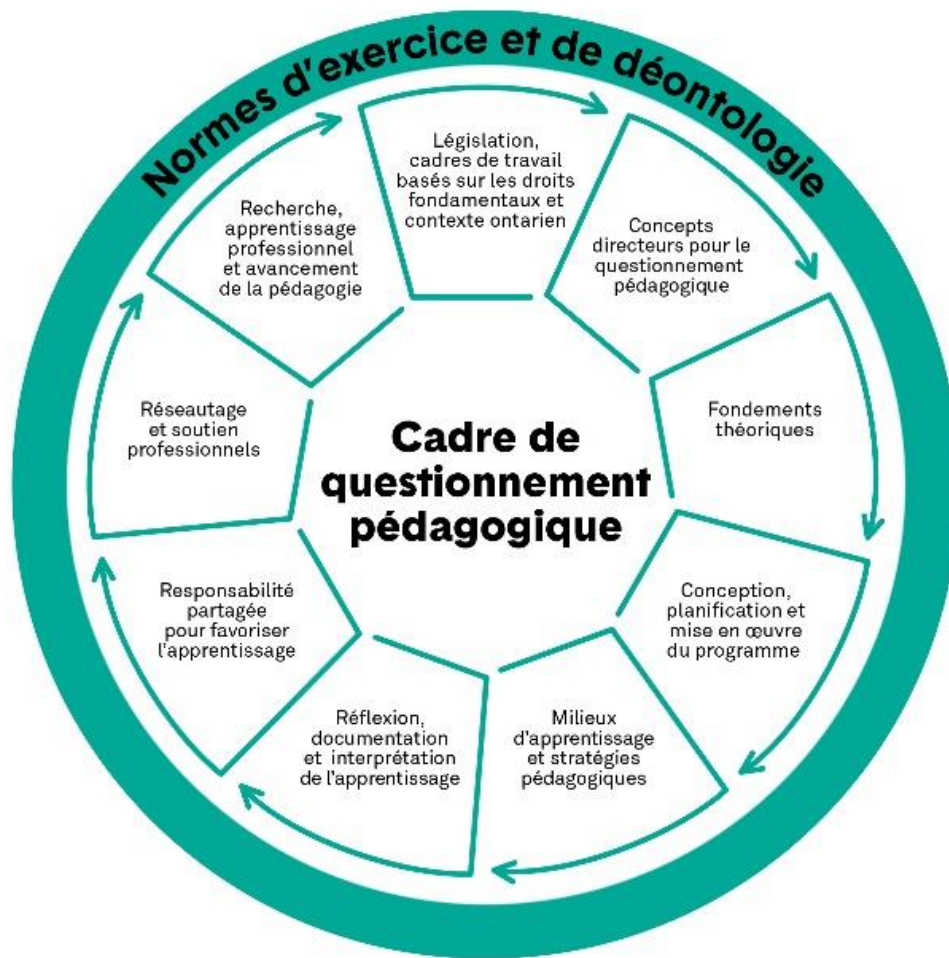 Normes d'exercice et de déontologie
Législation,
cadres de travail
basés sur les droits
fondamentaux et
contexte ontarien
Concepts
directeurs pour le
questionnement
pédagogique
Fondements
théoriques
Conception,
planification et
mise en œuvre
du programme
Milieux
d'apprentissage
et stratégies
pédagogiques
Réflexion,
documentation
et interprétation
de l'apprentissage
Responsabilité
partagée
pour favoriser
l'apprentissage
Réseautage
et soutien
professionnels
Recherche,
apprentissage
professionnel
et avancement
de la pédagogie
Cadre de
questionnement
pédagogique